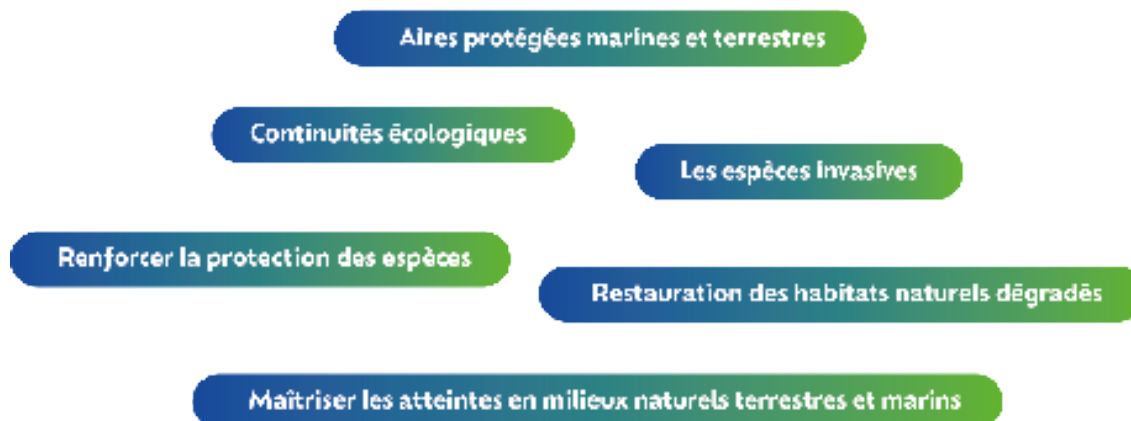 Aires protégées marines et terrestres
Continuités écologiques
Les espèces invasives
Renforcer la protection des espèces
Restauration des habitats naturels dégradés
Maîtriser les atteintes en milieux naturels terrestres et marins